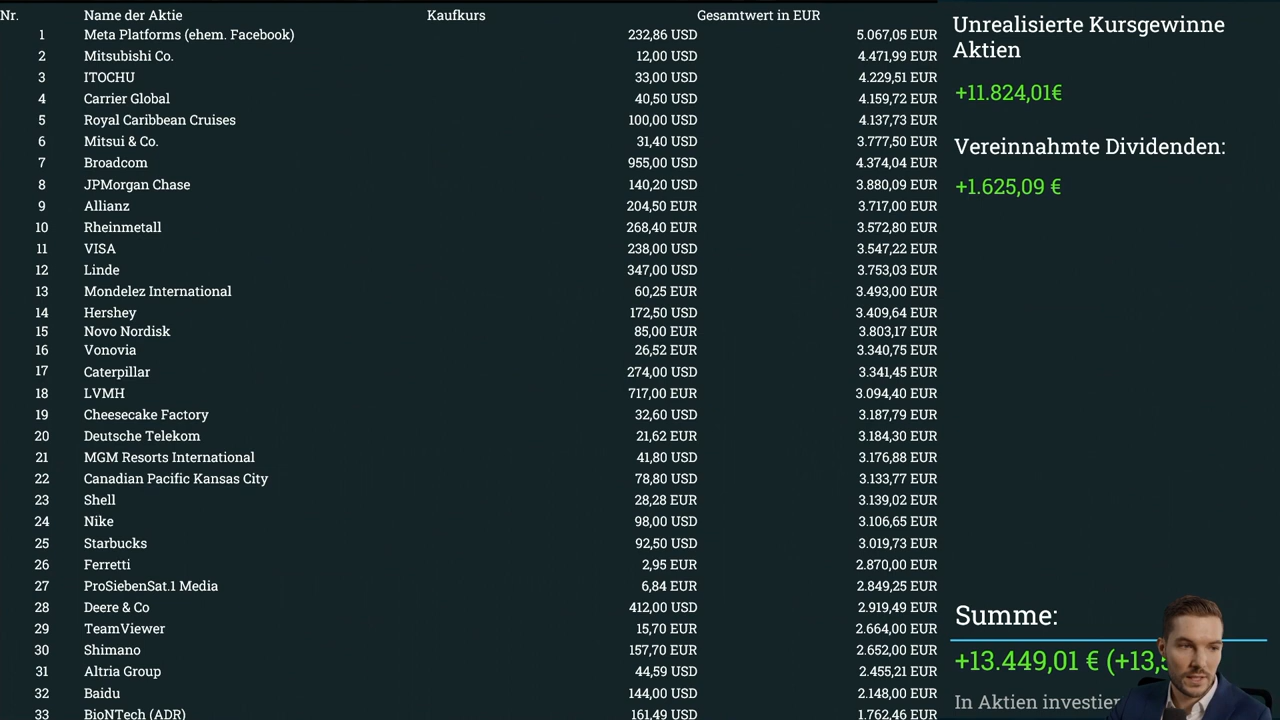 Nr. Name der Aktie Kaufkurs Gesamtwert in EUR
1 Meta Platforms (ehem. Facebook) 232,86 USD 5.067,05 EUR
2 Mitsubishi Co. 12,00 USD 4.471,99 EUR
3 ITOCHU 33,00 USD 4.229,51 EUR
4 Carrier Global 40,50 USD 4.159,72 EUR
5 Royal Caribbean Cruises 100,00 USD 4.137,73 EUR
6 Mitsui & Co. 31,40 USD 3.777,50 EUR
7 Broadcom 955,00 USD 4.374,04 EUR
8 JPMorgan Chase 140,20 USD 3.880,09 EUR
9 Allianz 204,50 EUR 3.717,00 EUR
10 Rheinmetall 268,40 EUR 3.572,80 EUR
11 VISA 238,00 USD 3.547,22 EUR
12 Linde 347,00 USD 3.753,03 EUR
13 Mondelez International 60,25 EUR 3.493,00 EUR
14 Hershey 172,50 USD 3.409,64 EUR
15 Novo Nordisk 85,00 EUR 3.803,17 EUR
16 Vonovia 26,52 EUR 3.340,75 EUR
17 Caterpillar 274,00 USD 3.341,45 EUR
18 LVMH 717,00 EUR 3.094,40 EUR
19 Cheesecake Factory 32,60 USD 3.187,79 EUR
20 Deutsche Telekom 21,62 EUR 3.184,30 EUR
21 MGM Resorts International 41,80 USD 3.176,88 EUR
22 Canadian Pacific Kansas City 78,80 USD 3.133,77 EUR
23 Shell 28,28 EUR 3.139,02 EUR
24 Nike 98,00 USD 3.106,65 EUR
25 Starbucks 92,50 USD 3.019,73 EUR
26 Ferretti 2,95 EUR 2.870,00 EUR
27 ProSiebenSat.1 Media 6,84 EUR 2.849,25 EUR
28 Deere & Co 412,00 USD 2.919,49 EUR
29 TeamViewer 15,70 EUR 2.664,00 EUR
30 Shimano 157,70 EUR 2.652,00 EUR
31 Altria Group 44,59 USD 2.455,21 EUR
32 Baidu 144,00 USD 2.148,00 EUR
33 BioNTech (ADR) 161,49 USD 1.762,46 EUR
Unrealisierte Kursgewinne
Aktien
+11.824,01€
Vereinnahmte Dividenden:
+1.625,09 €
Summe:
+13.449,01 € (+13,
In Aktien